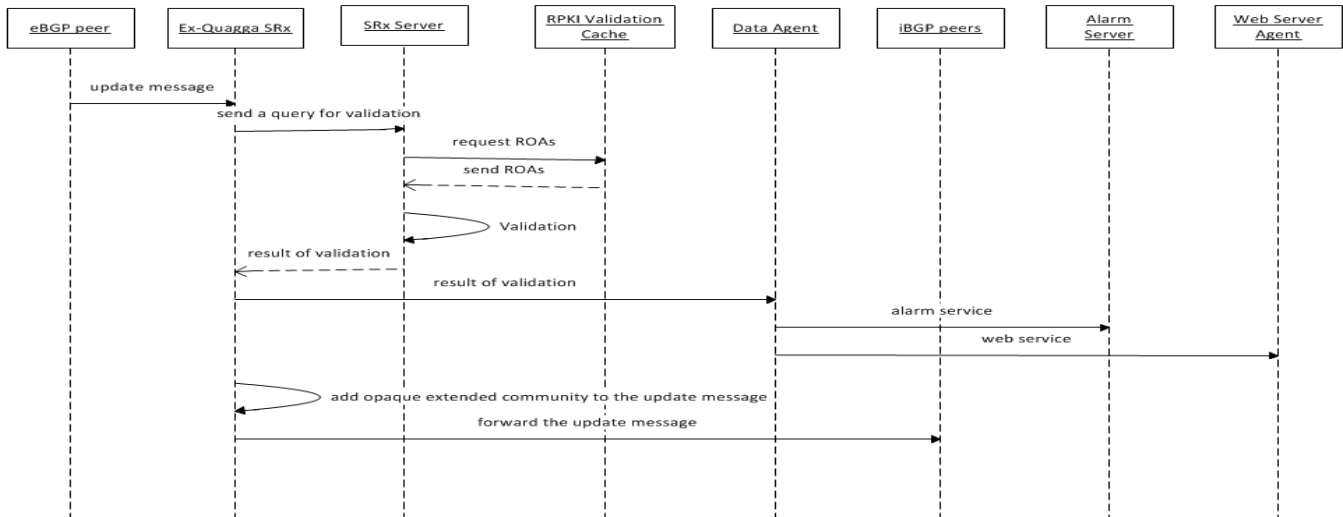 eBGP peer
Ex-Quagga SRx
SRx Server
RPKI Validation
Cache
Data Agent
iBGP peers
Alarm
Server
Web Server
Agent
update message
send a query for validation
request ROAs
send ROAs
Validation
result of validation
result of validation
alarm service
web service
add opaque extended community to the update message
forward the update message